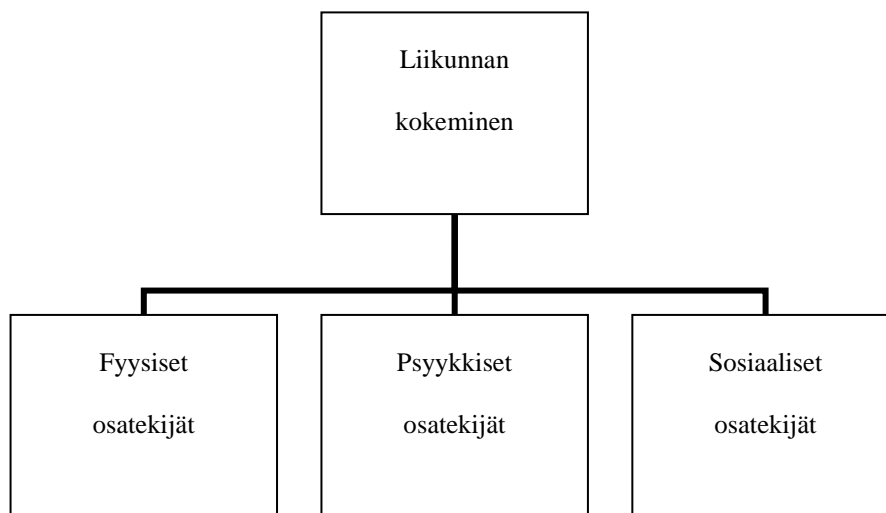 Liikunnan
kokeminen
Fyysiset
osatekijät
Psyykkiset
osatekijät
Sosiaaliset
osatekijät